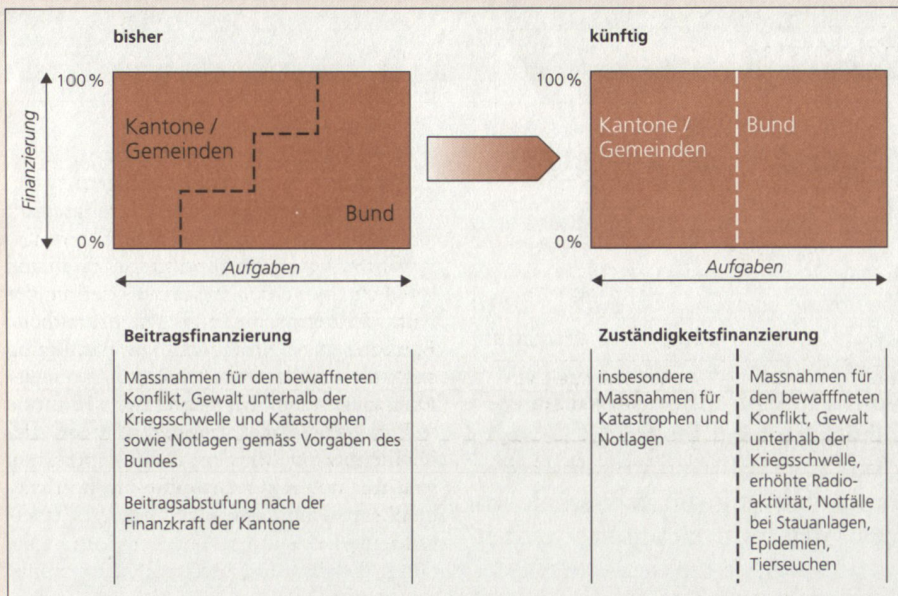 bisher
100 %
Finanzierung
Kantone /
Gemeinden
Bund
0 %
Aufgaben
künftig
100 %
Kantone /
Gemeinden
Bund
0 %
Aufgaben
Beitragsfinanzierung
Massnahmen für den bewaffneten
Konflikt, Gewalt unterhalb der
Kriegsschwelle und Katastrophen
sowie Notlagen gemäss Vorgaben des
Bundes
Beitragsabstufung nach der
Finanzkraft der Kantone
Zuständigkeitsfinanzierung
insbesondere
Massnahmen für
Katastrophen und
Notlagen
Massnahmen für
den bewafffneten
Konflikt, Gewalt
unterhalb der
Kriegsschwelle,
erhöhte Radio-
aktivität, Notfälle
bei Stauanlagen,
Epidemien,
Tierseuchen